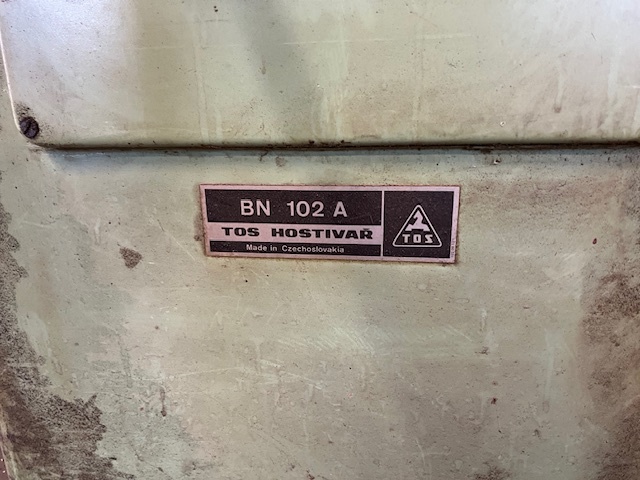 BN 102 A
TOS HOSTIVAŘ
Made in Czechoslovakia
TOS